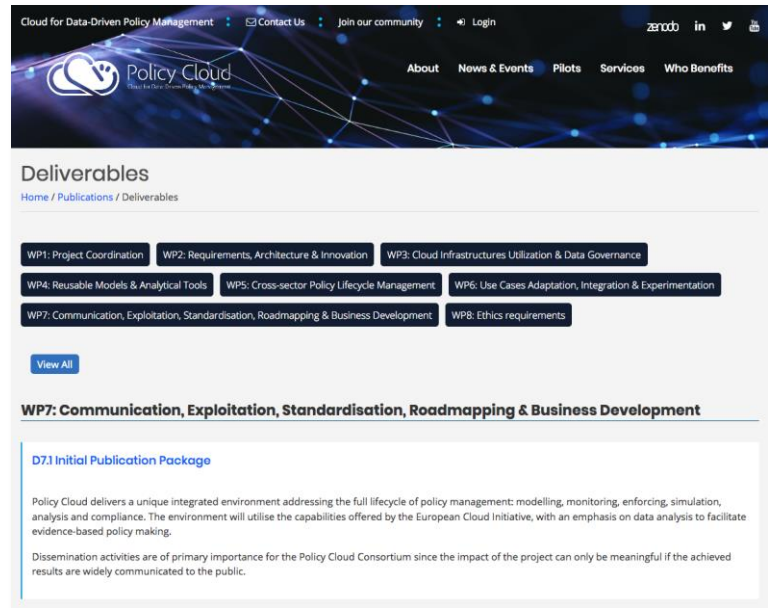 Cloud for Data-Driven Policy Management Contact Us Join our community Login
zenodo in
Policy Cloud
Cloud for Data-Driven Policy Management
About News & Events Pilots Services Who Benefits
Deliverables
Home / Publications / Deliverables
WP1: Project Coordination WP2: Requirements, Architecture & Innovation WP3: Cloud Infrastructures Utilization & Data Governance
WP4: Reusable Models & Analytical Tools WP5: Cross-sector Policy Lifecycle Management WP6: Use Cases Adaptation, Integration & Experimentation
WP7: Communication, Exploitation, Standardisation, Roadmapping & Business Development WP8: Ethics requirements
View All
WP7: Communication, Exploitation, Standardisation, Roadmapping & Business Development
D7.1 Initial Publication Package
Policy Cloud delivers a unique integrated environment addressing the full lifecycle of policy management: modelling, monitoring, enforcing, simulation,
analysis and compliance. The environment will utilise the capabilities offered by the European Cloud Initiative, with an emphasis on data analysis to facilitate
evidence-based policy making.
Dissemination activities are of primary importance for the Policy Cloud Consortium since the impact of the project can only be meaningful if the achieved
results are widely communicated to the public.